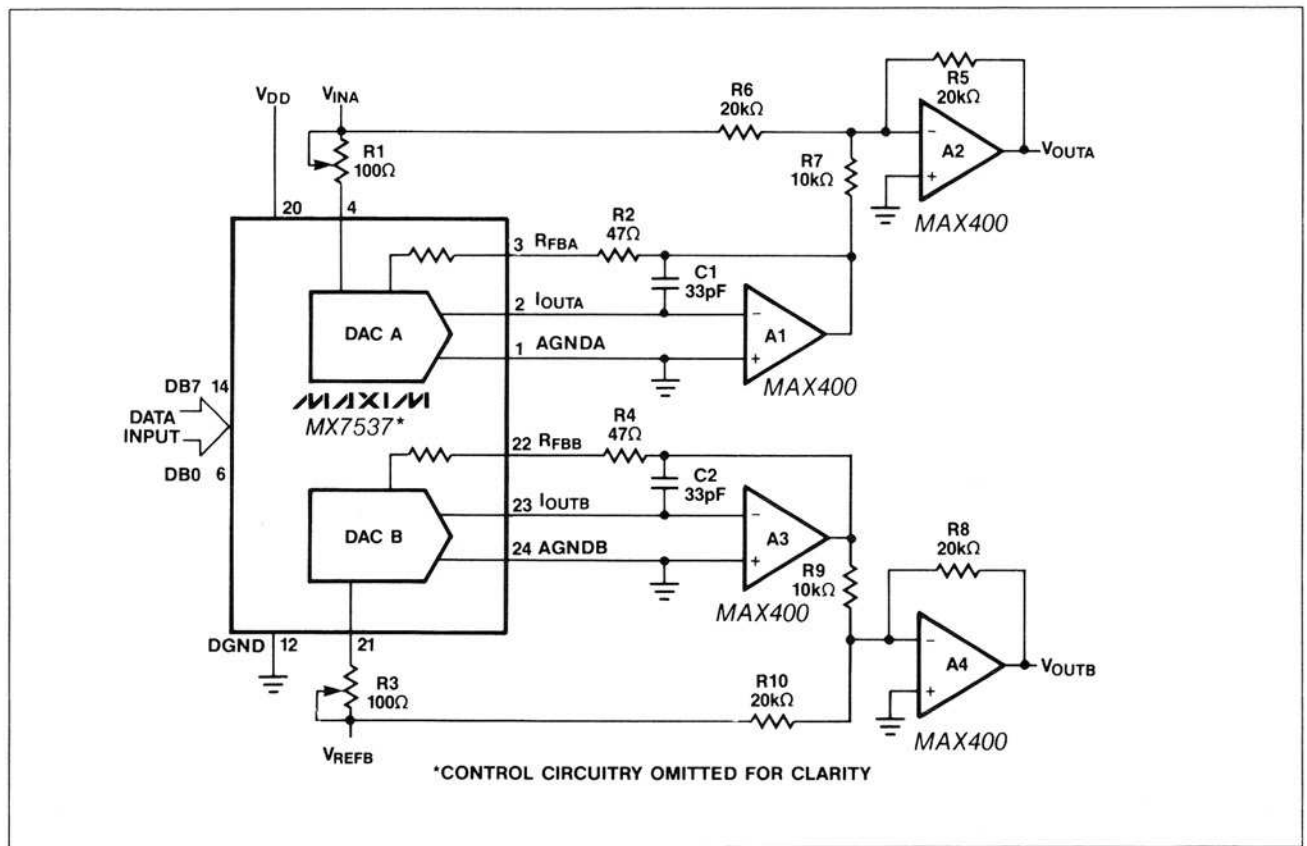 VDD
VINA
R1
100Ω
20
4
R6
20kΩ
R5
20kΩ
R7
10kΩ
A2
-
+
VOUTA
MAX400
3 RFBA
R2
47Ω
C1
33pF
2 IOUTA
1 AGNDA
DAC A
-
+
A1
MAX400
MAXIM
MX7537*
DB7 14
DATA
INPUT
DB0 6
22 RFBB
R4
47Ω
C2
33pF
23 IOUTB
24 AGNDB
DAC B
-
+
A3
MAX400
R9
10kΩ
R8
20kΩ
-
+
A4
VOUTB
MAX400
DGND
12
21
R3
100Ω
VREFB
R10
20kΩ
*CONTROL CIRCUITRY OMITTED FOR CLARITY